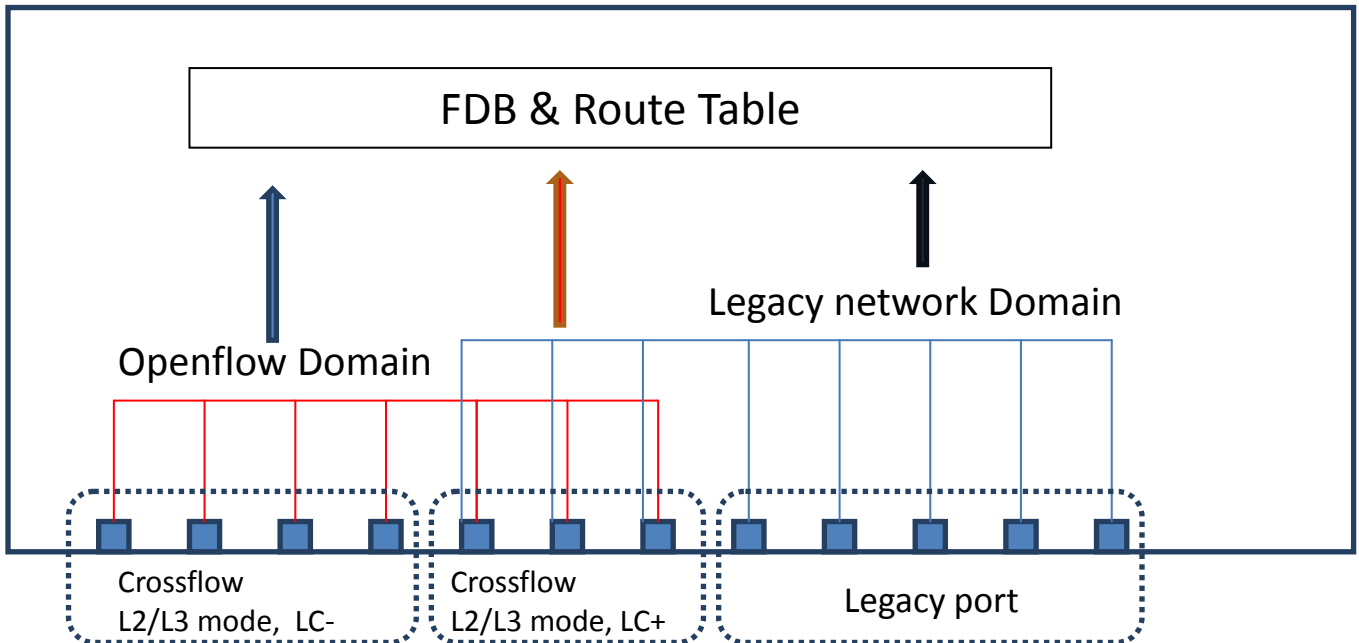 FDB & Route Table
Legacy network Domain
Openflow Domain
Crossflow
L2/L3 mode, LC-
Crossflow
L2/L3 mode, LC+
Legacy port